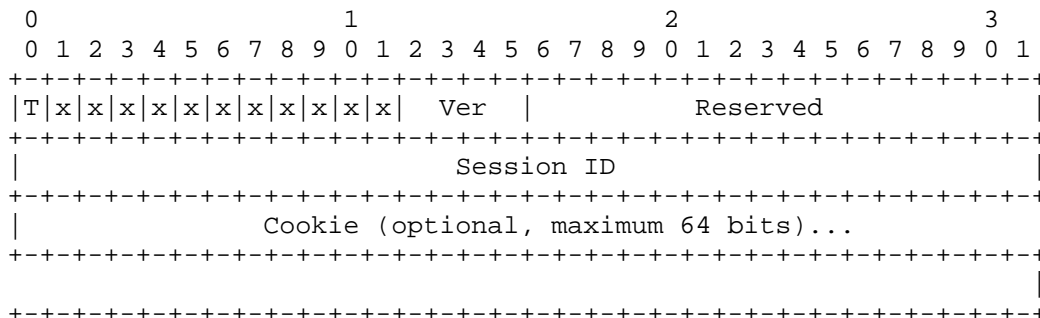 0                   1                   2                   3
0 1 2 3 4 5 6 7 8 9 0 1 2 3 4 5 6 7 8 9 0 1 2 3 4 5 6 7 8 9 0 1
+-+-+-+-+-+-+-+-+-+-+-+-+-+-+-+-+-+-+-+-+-+-+-+-+-+-+-+-+-+-+-+-+
|T|x|x|x|x|x|x|x|x|x|x|x|  Ver  |          Reserved             |
+-+-+-+-+-+-+-+-+-+-+-+-+-+-+-+-+-+-+-+-+-+-+-+-+-+-+-+-+-+-+-+-+
|                           Session ID                          |
+-+-+-+-+-+-+-+-+-+-+-+-+-+-+-+-+-+-+-+-+-+-+-+-+-+-+-+-+-+-+-+-+
|               Cookie (optional, maximum 64 bits)...
+-+-+-+-+-+-+-+-+-+-+-+-+-+-+-+-+-+-+-+-+-+-+-+-+-+-+-+-+-+-+-+-+
                                                                |
+-+-+-+-+-+-+-+-+-+-+-+-+-+-+-+-+-+-+-+-+-+-+-+-+-+-+-+-+-+-+-+-+